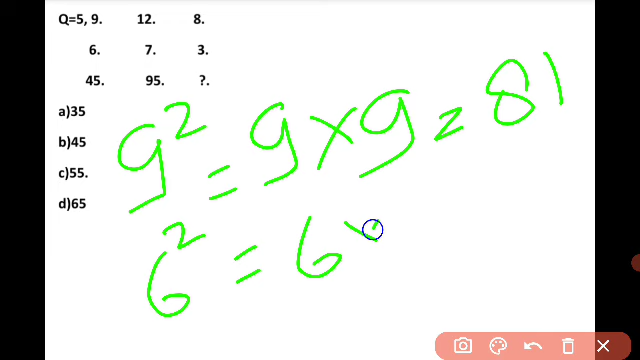 Q=5, 9. 12. 8.
6. 7. 3.
45. 95. ?.
a)35
b)45
c)55.
d)65
9² = 9 × 9 = 81
6² = 6 ×